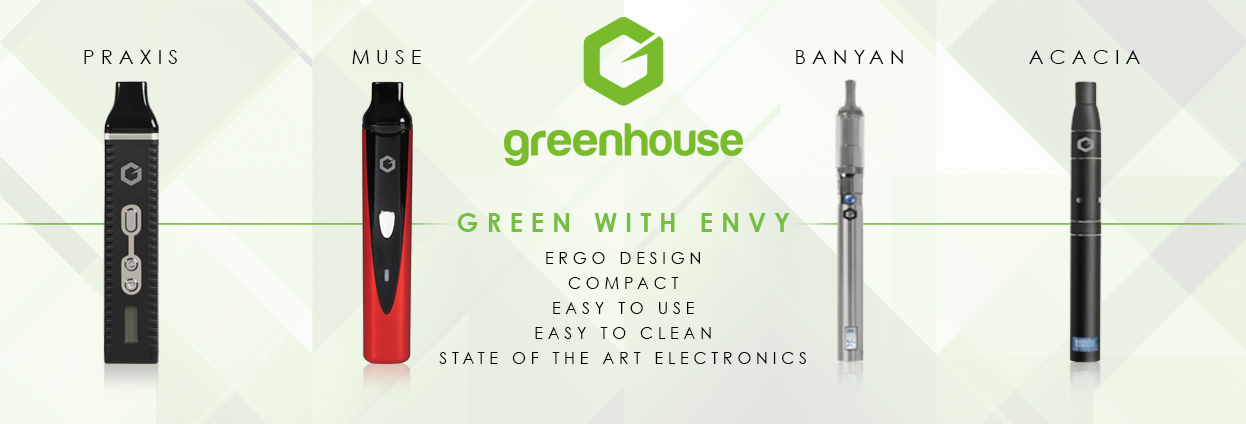 PRAXIS
MUSE
greenhouse
BANYAN
ACACIA
GREEN WITH ENVY
ERGO DESIGN
COMPACT
EASY TO USE
EASY TO CLEAN
STATE OF THE ART ELECTRONICS